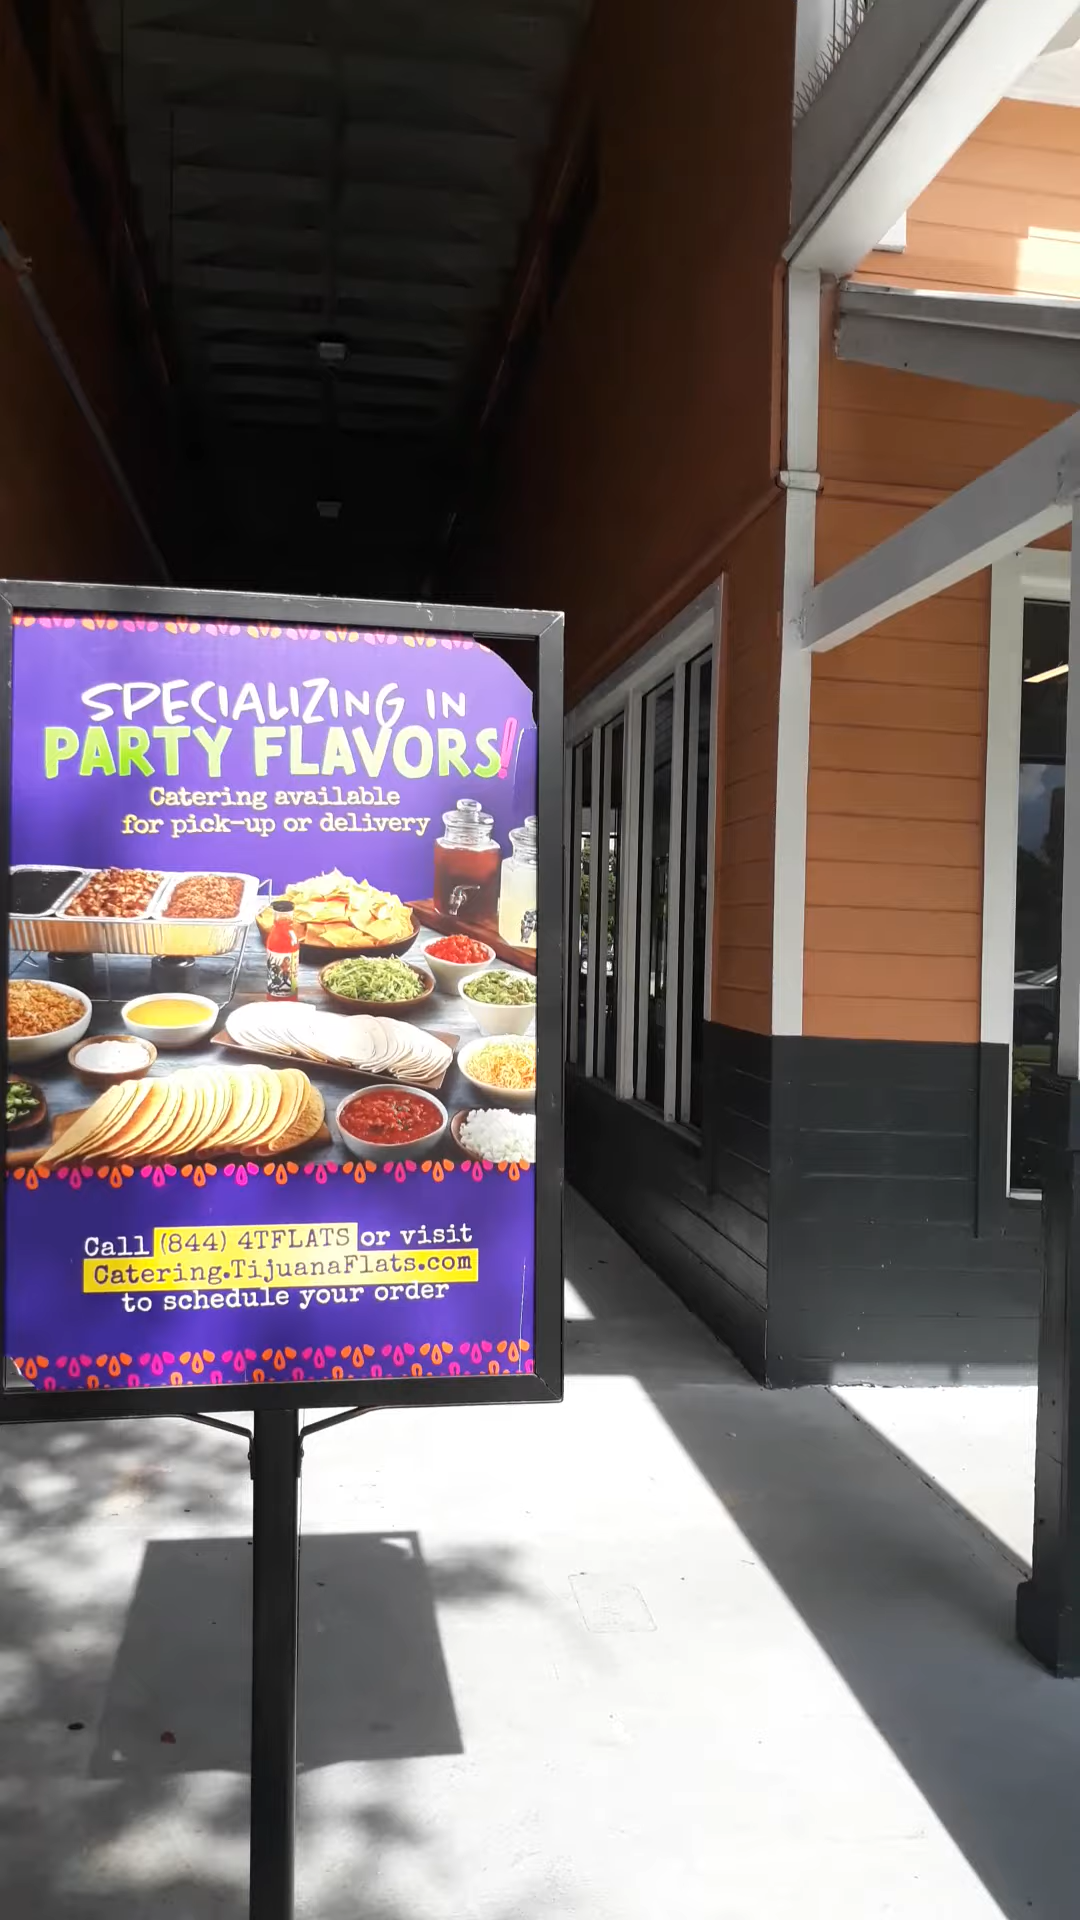 SPECIALIZING IN
PARTY FLAVORS!
Catering available
for pick-up or delivery
Call (844) 4TFLATS or visit
Catering.TijuanaFlats.com
to schedule your order